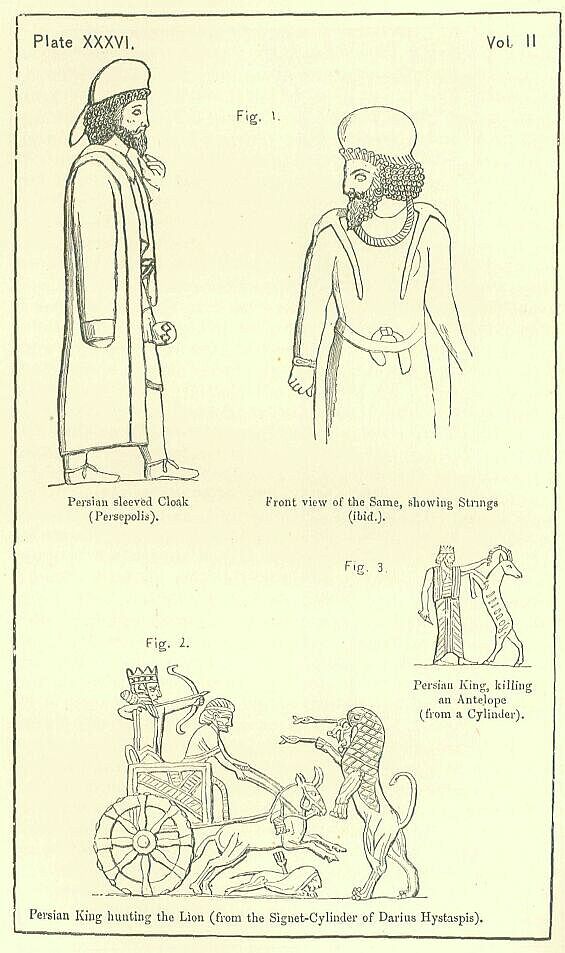 Plate XXXVI.
Vol. II
Fig. 1.
Persian sleeved Cloak
(Persepolis).
Front view of the Same, showing Strings
(ibid.).
Fig. 3.
Persian King, killing
an Antelope
(from a Cylinder).
Fig. 2.
Persian King hunting the Lion (from the Signet-Cylinder of Darius Hystaspis).